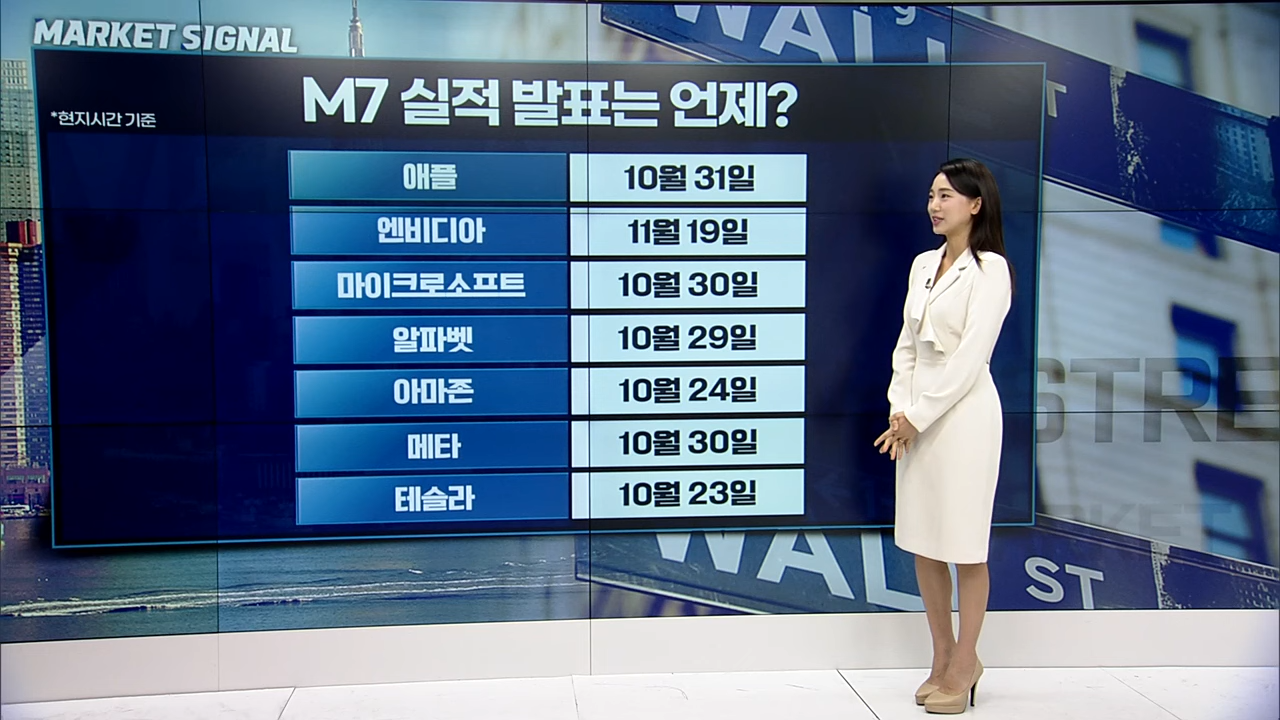 MARKET SIGNAL
M7 실적 발표는 언제?
*현지시간 기준
애플 10월 31일
엔비디아 11월 19일
마이크로소프트 10월 30일
알파벳 10월 29일
아마존 10월 24일
메타 10월 30일
테슬라 10월 23일
WALL
ST
STRE
WALL
ST